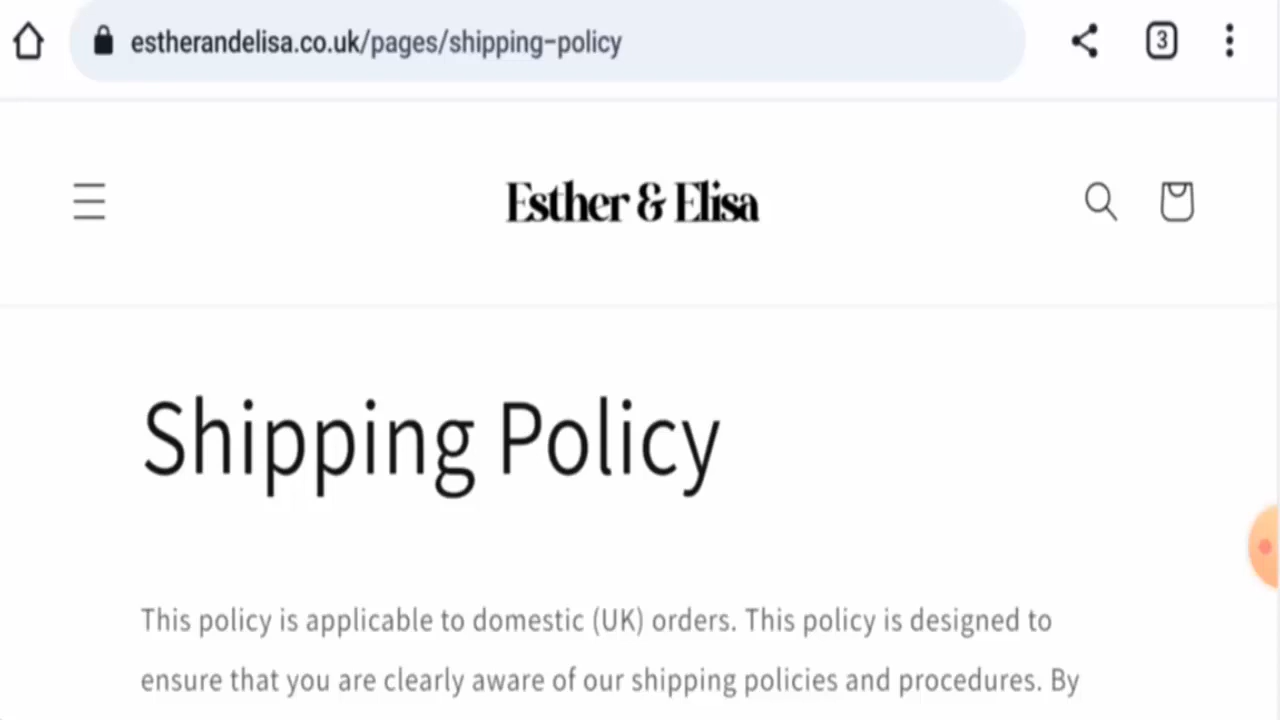 estherandelisa.co.uk/pages/shipping-policy
3
Esther & Elisa
Shipping Policy
This policy is applicable to domestic (UK) orders. This policy is designed to
ensure that you are clearly aware of our shipping policies and procedures. By